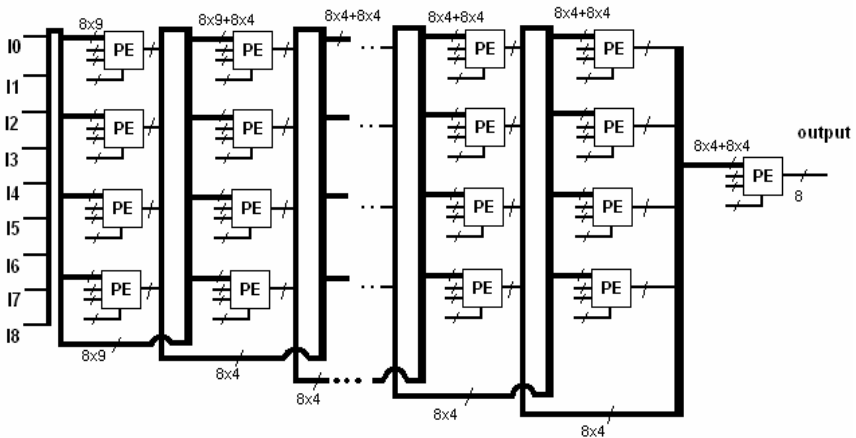 8x9 8x9+8x4 8x4+8x4 8x4+8x4 8x4+8x4
I0 PE PE PE PE
I1
I2 PE PE PE PE
output
I3
8x4+8x4
PE
I4 PE PE PE PE
8
I5
I6
I7 PE PE PE PE
I8
8x9
8x4
8x4
8x4
8x4